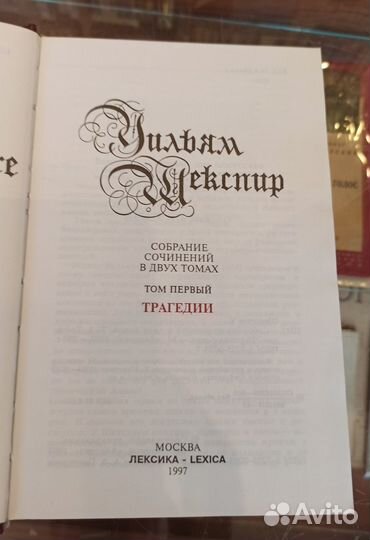 Уильям
Шекспир
СОБРАНИЕ
СОЧИНЕНИЙ
В ДВУХ ТОМАХ
ТОМ ПЕРВЫЙ
ТРАГЕДИИ
МОСКВА
ЛЕКСИКА - LEXICA
1997
Avito